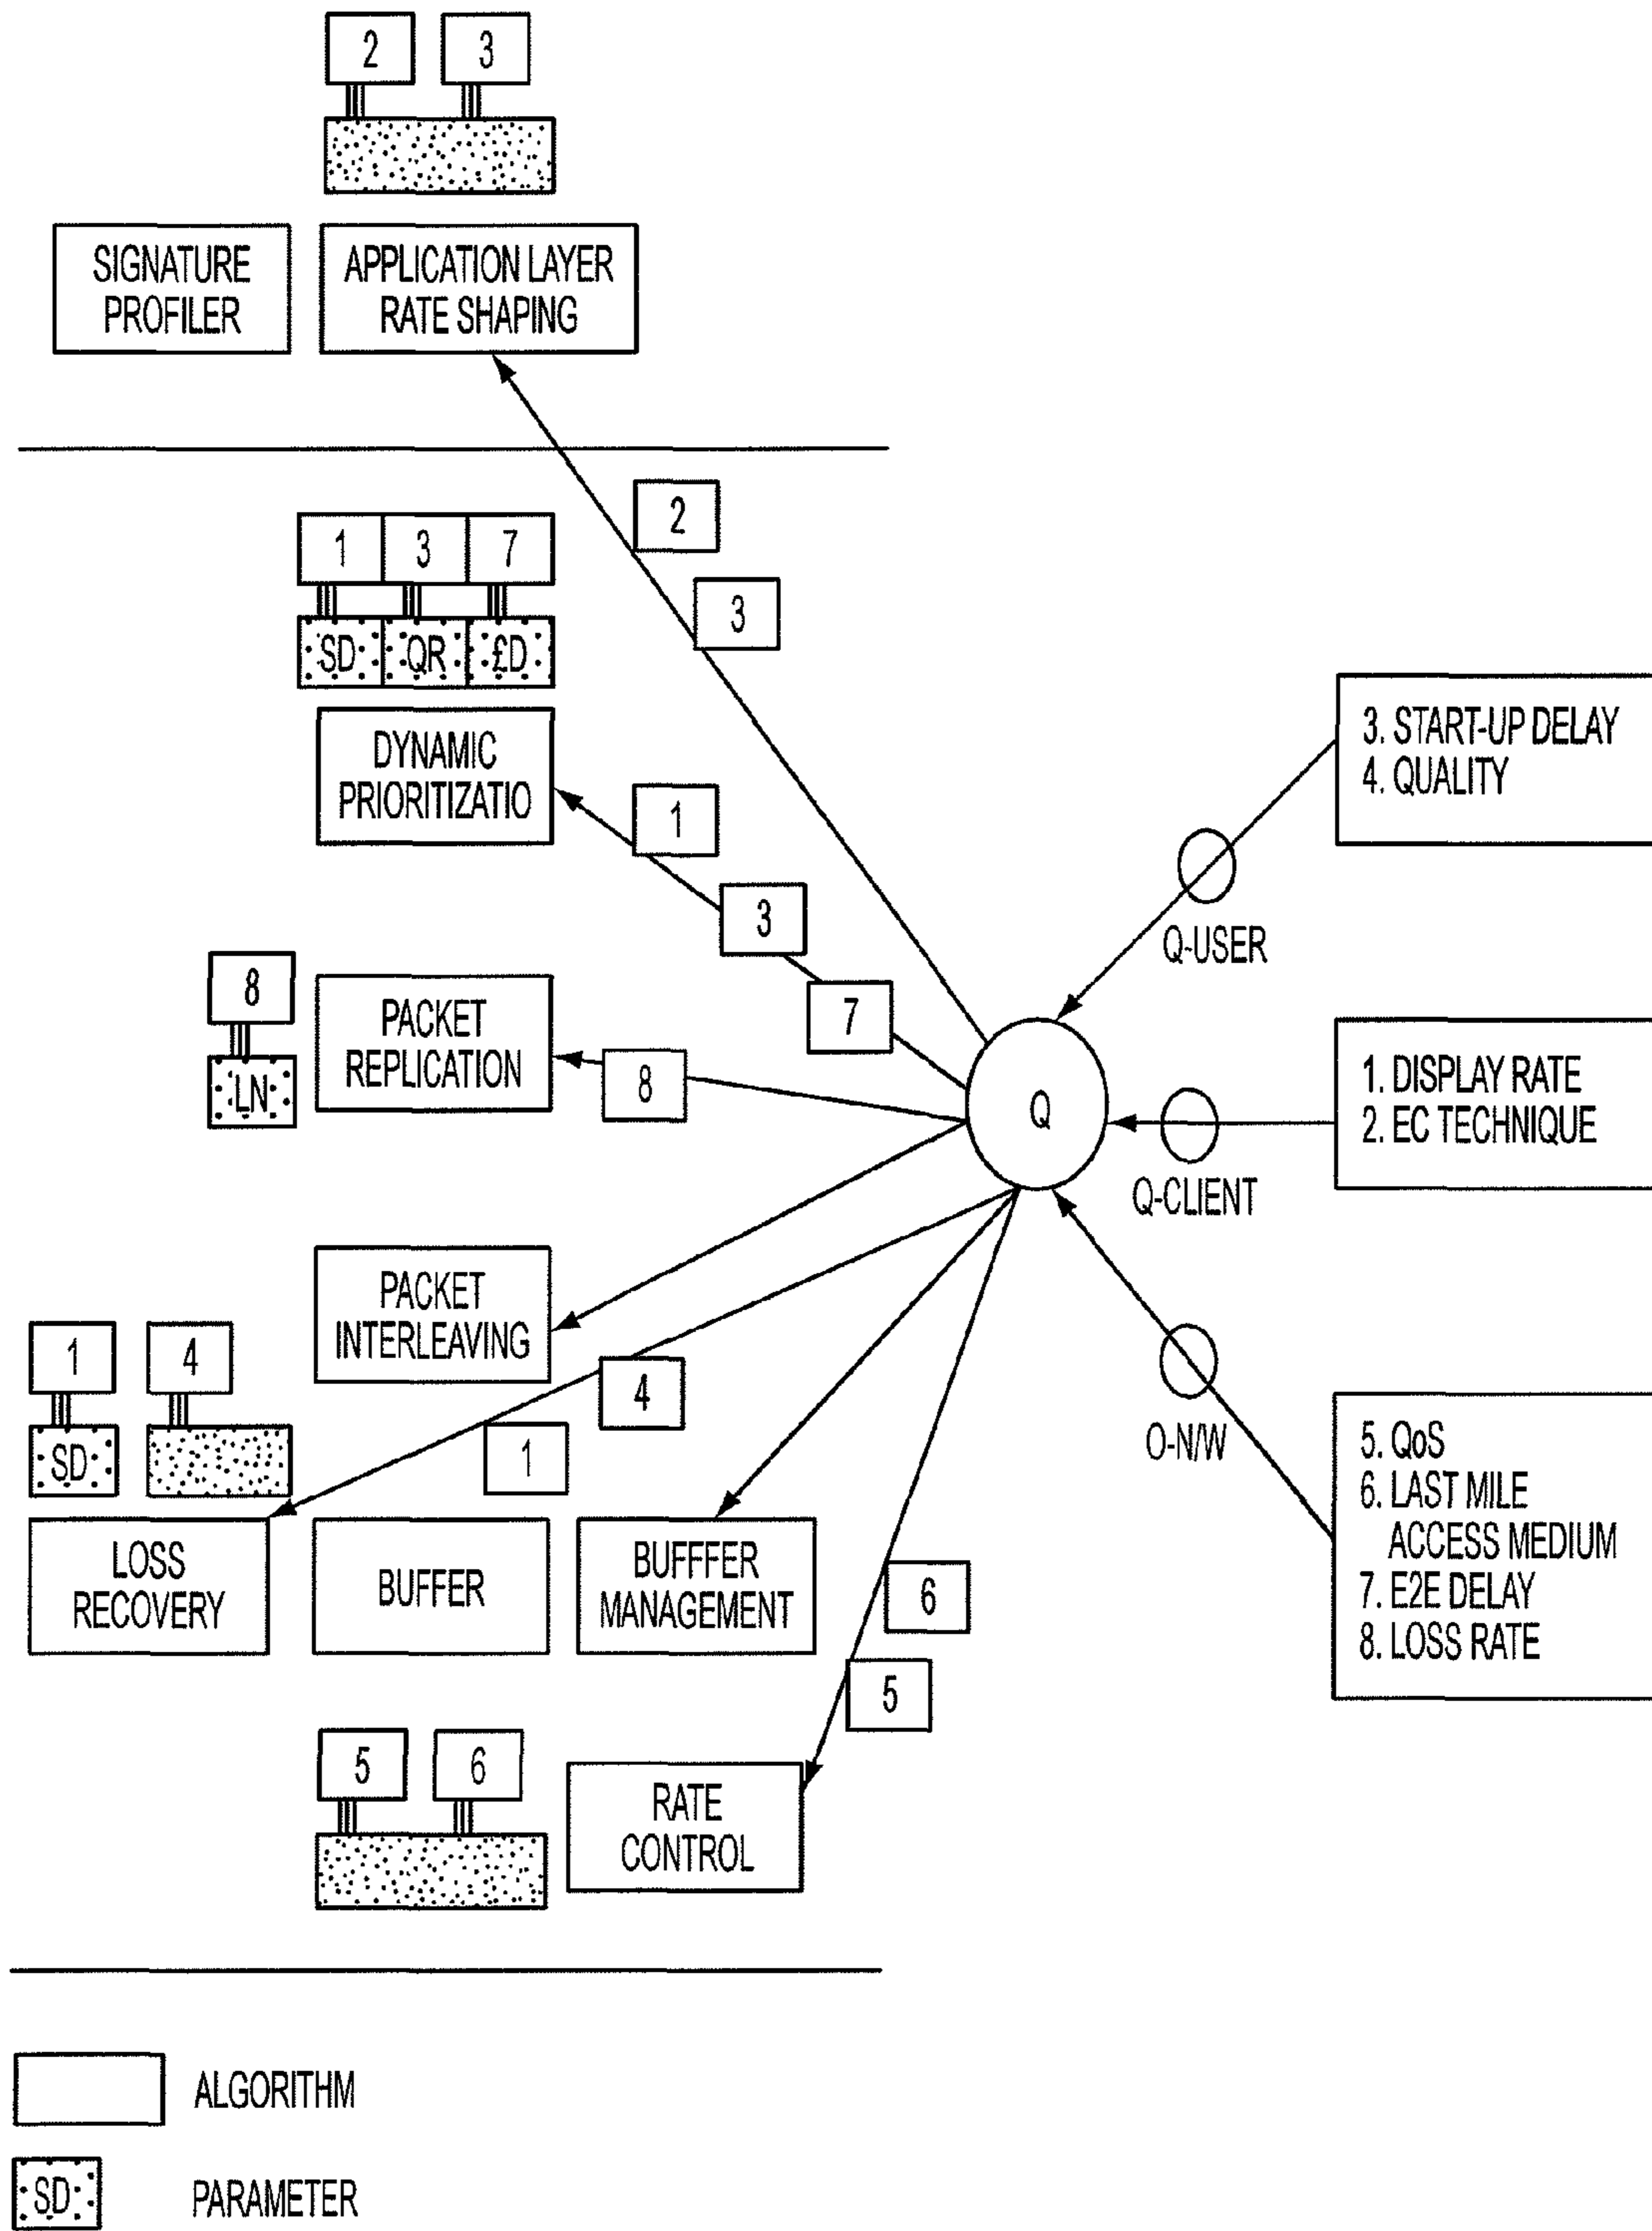 2 3
SIGNATURE
PROFILER
APPLICATION LAYER
RATE SHAPING
2
3
1 3 7
SD QR £D
DYNAMIC
PRIORITIZATIO
1
3
7
3. START-UP DELAY
4. QUALITY
Q-USER
8
LN
PACKET
REPLICATION
8
Q
1. DISPLAY RATE
2. EC TECHNIQUE
Q-CLIENT
PACKET
INTERLEAVING
1 4
SD
4
1
O-N/W
5. QoS
6. LAST MILE
ACCESS MEDIUM
7. E2E DELAY
8. LOSS RATE
LOSS
RECOVERY
BUFFER
BUFFFER
MANAGEMENT
6
5
5 6
RATE
CONTROL
ALGORITHM
SD PARAMETER